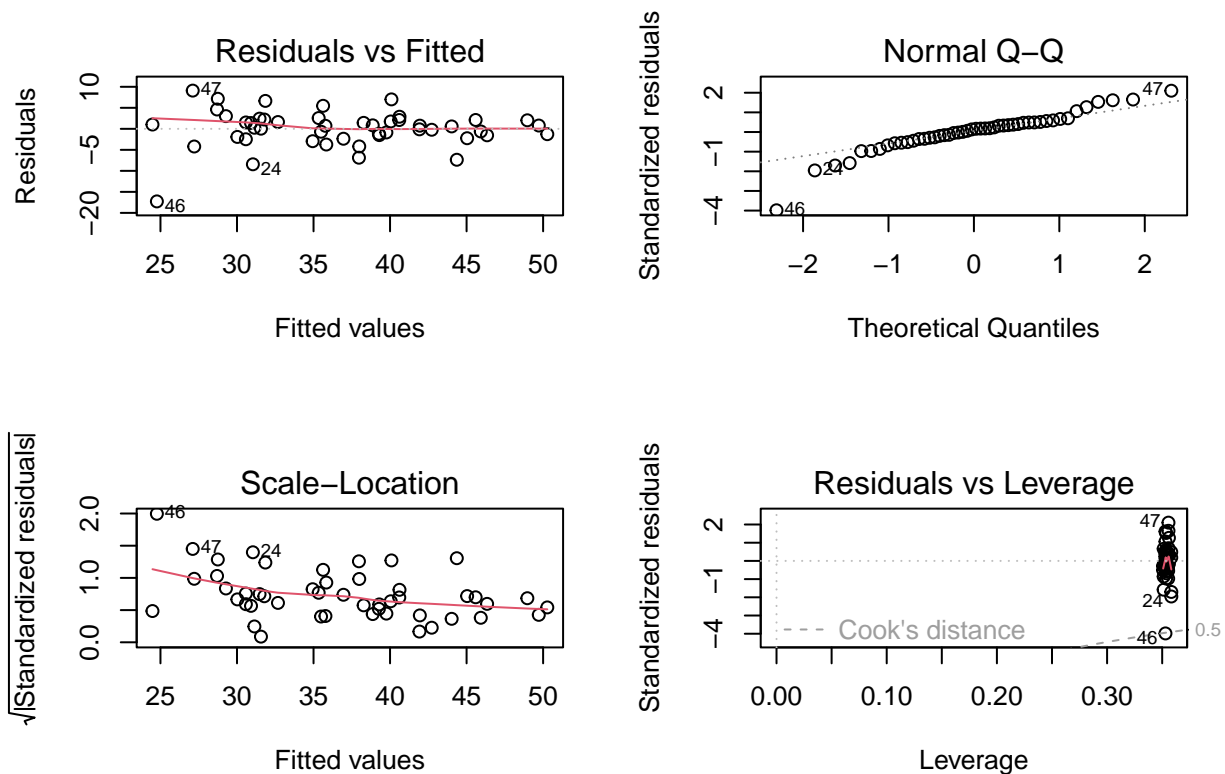 Residuals vs Fitted
Residuals
10
−5
−20
47
24
46
25 30 35 40 45 50
Fitted values
Normal Q−Q
Standardized residuals
2
−1
−4
47
24
46
−2 −1 0 1 2
Theoretical Quantiles
Scale−Location
√|Standardized residuals|
2.0
1.0
0.0
46
47
24
25 30 35 40 45 50
Fitted values
Residuals vs Leverage
Standardized residuals
2
−1
−4
47
24
46
Cook's distance
0.5
0.00 0.10 0.20 0.30
Leverage